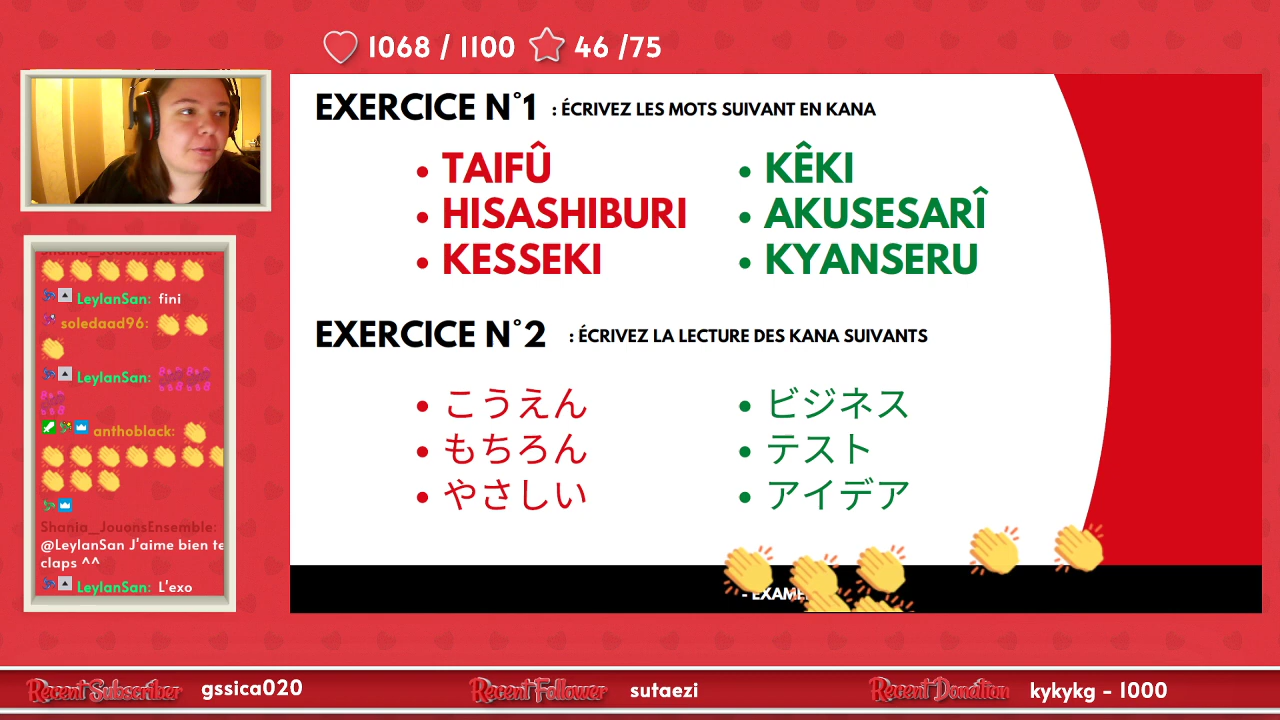 1068 / 1100 46 /75
EXERCICE N°1 : ÉCRIVEZ LES MOTS SUIVANT EN KANA
• TAIFÛ
• HISASHIBURI
• KESSEKI
• KÊKI
• AKUSESARÎ
• KYANSERU
EXERCICE N°2 : ÉCRIVEZ LA LECTURE DES KANA SUIVANTS
• こうえん
• もちろん
• やさしい
• ビジネス
• テスト
• アイデア
Shania_JouonsEnsemble:
LeylanSan: fini
soledaad96:
LeylanSan:
anthoblack:
Shania_JouonsEnsemble:
@LeylanSan J'aime bien te
claps ^^
LeylanSan: L'exo
Recent Subscriber gssica020
Recent Follower sutaezi
Recent Donation kykykg - 1000